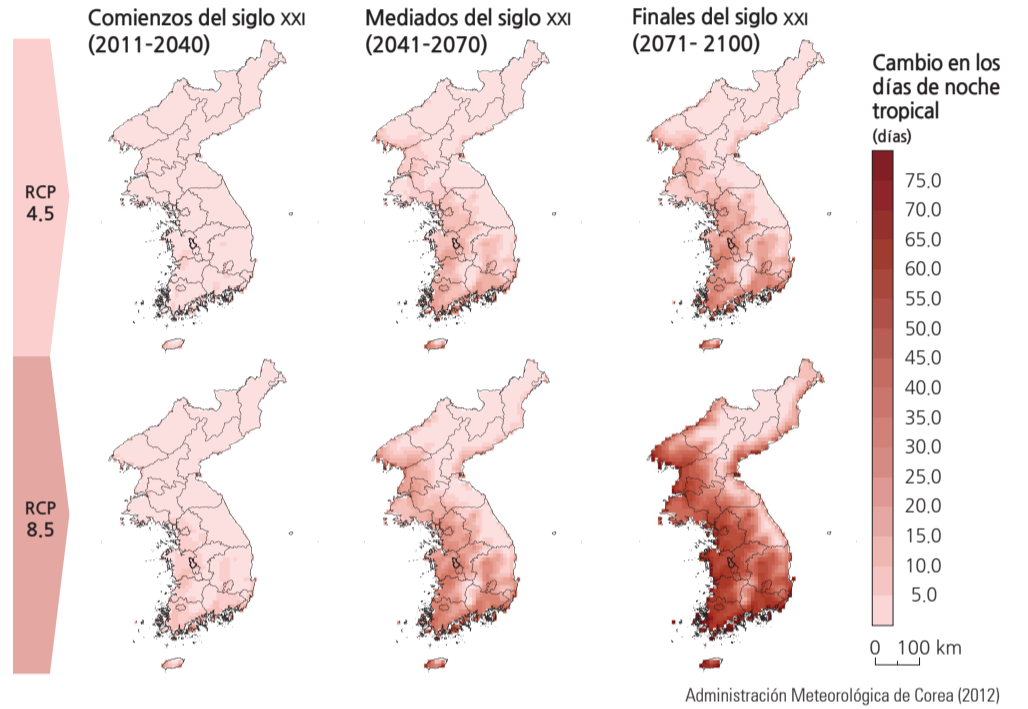 Comienzos del siglo XXI
(2011-2040)
Mediados del siglo XXI
(2041-2070)
Finales del siglo XXI
(2071- 2100)
Cambio en los
días de noche
tropical
(días)
RCP
4.5
RCP
8.5
75.0
70.0
65.0
60.0
55.0
50.0
45.0
40.0
35.0
30.0
25.0
20.0
15.0
10.0
5.0
0 100 km
Administración Meteorológica de Corea (2012)